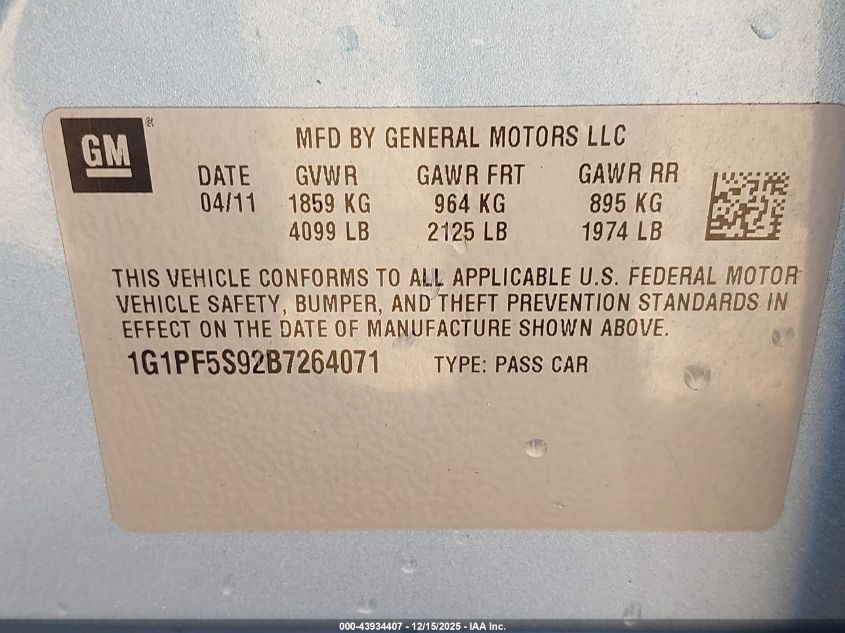 GM®
MFD BY GENERAL MOTORS LLC
DATE GVWR GAWR FRT GAWR RR
04/11 1859 KG 964 KG 895 KG
4099 LB 2125 LB 1974 LB
THIS VEHICLE CONFORMS TO ALL APPLICABLE U.S. FEDERAL MOTOR
VEHICLE SAFETY, BUMPER, AND THEFT PREVENTION STANDARDS IN
EFFECT ON THE DATE OF MANUFACTURE SHOWN ABOVE.
1G1PF5S92B7264071 TYPE: PASS CAR
000-43934407 - 12/15/2025 - IAA Inc.